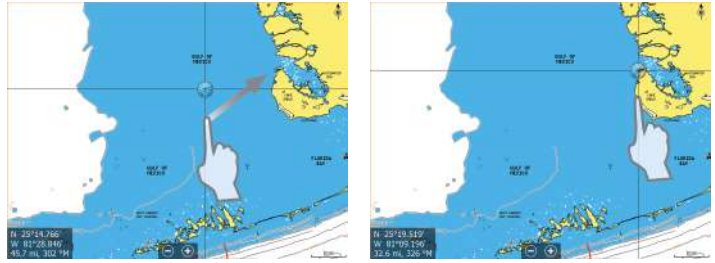 GULF OF
MEXICO
GULF OF
MEXICO
FLORIDA
BAY
N 25°14.766'
W 81°28.846'
45.7 mi, 302 °M
GULF OF
MEXICO
GULF OF
MEXICO
FLORIDA
BAY
N 25°19.519'
W 81°09.196'
32.6 mi, 326 °M